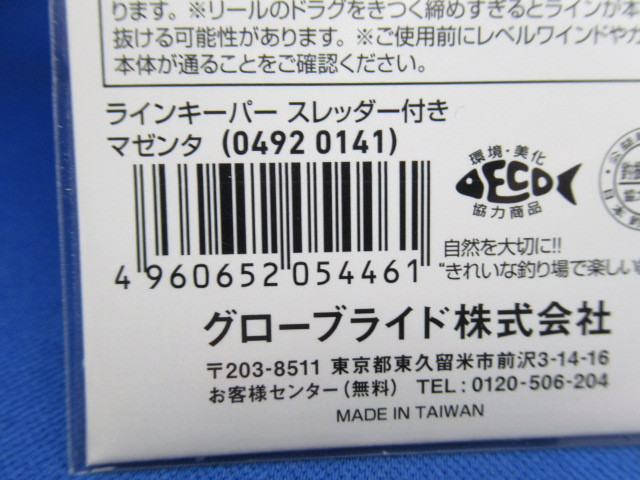 ります。※リールのドラグをきつく締めすぎるとラインが本
抜ける可能性があります。※ご使用前にレベルワインドやガ
本体が通ることをご確認ください。
ラインキーパー スレッダー付き
マゼンタ (0492 0141)
環境・美化
ECO
協力商品
4 960652 054461
自然を大切に!!
"きれいな釣り場で楽しい
グローブライド株式会社
〒203-8511 東京都東久留米市前沢3-14-16
お客様センター(無料) TEL:0120-506-204
MADE IN TAIWAN